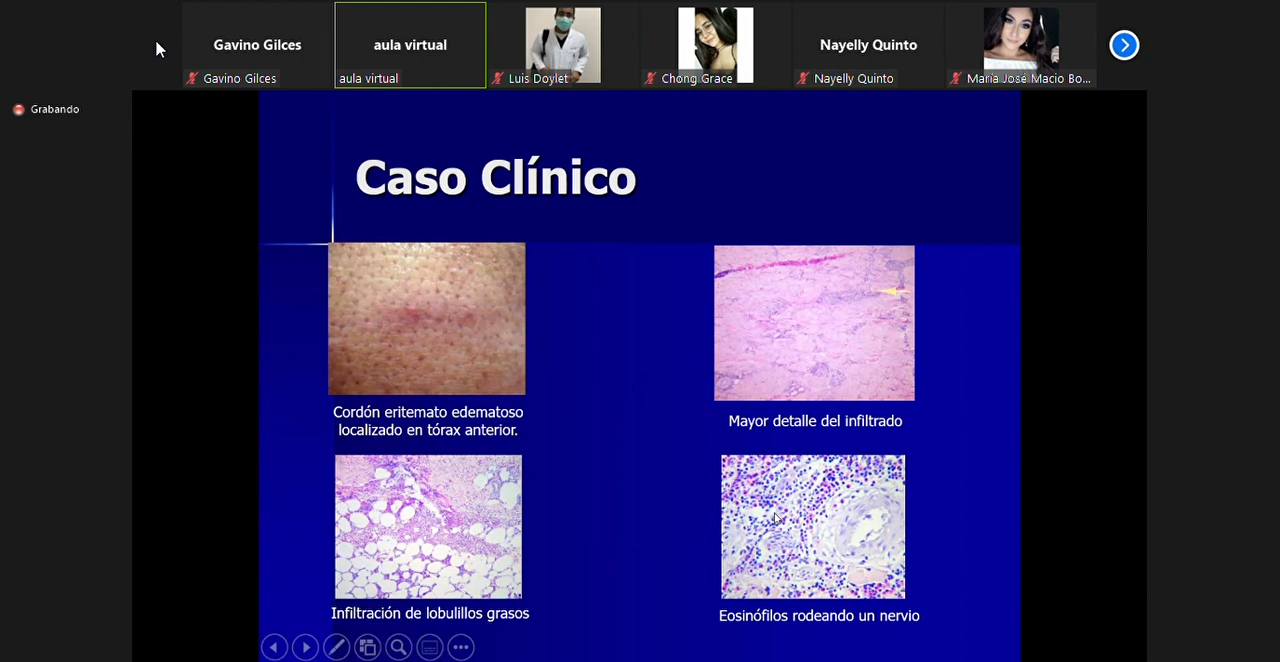 Gavino Gilces
aula virtual
Nayelly Quinto
Gavino Gilces
aula virtual
Luis Doylet
Chong Grace
Nayelly Quinto
María José Macio Bo...
Grabando
Caso Clínico
Cordón eritemato edematoso
localizado en tórax anterior.
Mayor detalle del infiltrado
Infiltración de lobulillos grasos
Eosinófilos rodeando un nervio